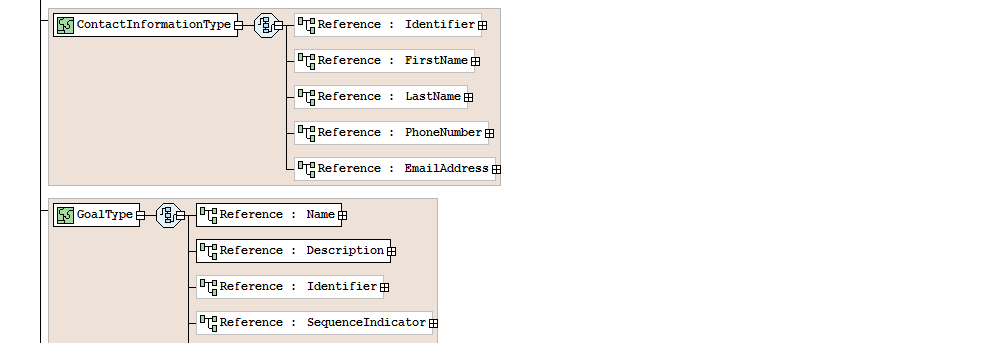 ContactInformationType
Reference : Identifier
Reference : FirstName
Reference : LastName
Reference : PhoneNumber
Reference : EmailAddress
GoalType
Reference : Name
Reference : Description
Reference : Identifier
Reference : SequenceIndicator